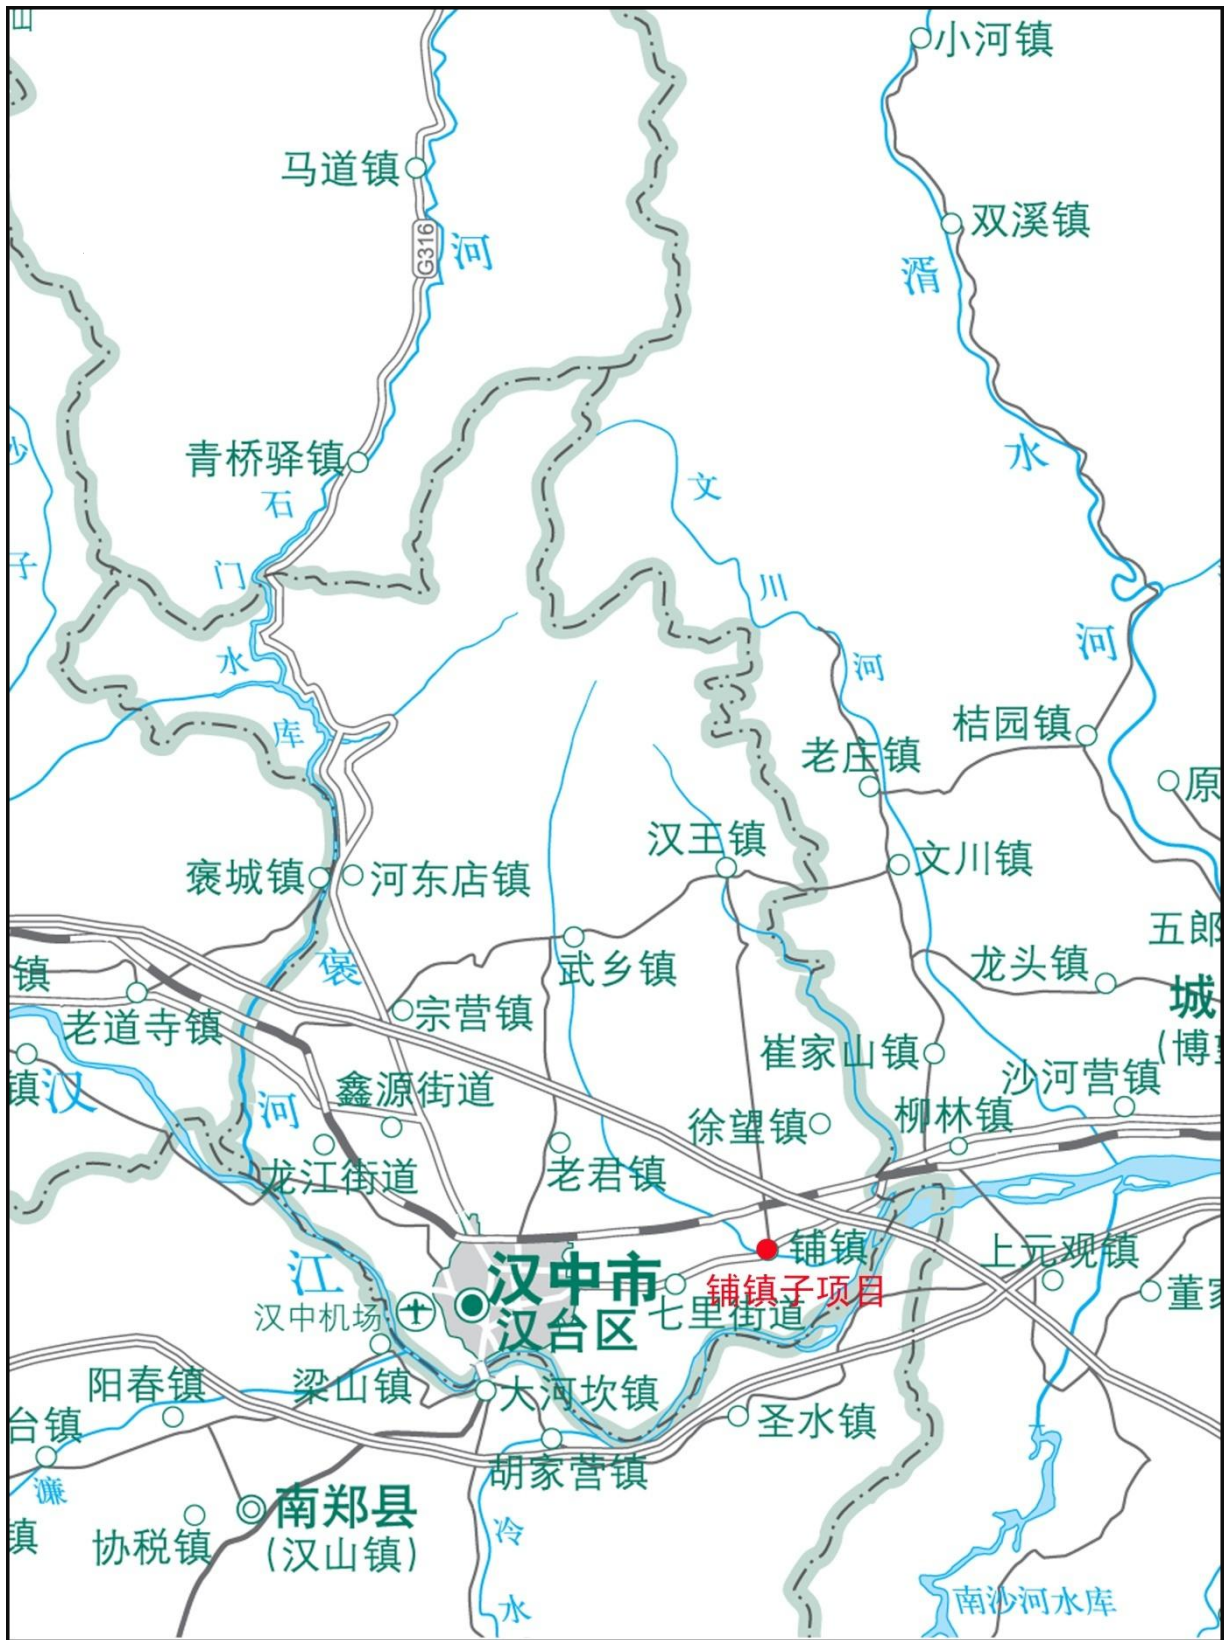 山
小河镇
马道镇
双溪镇
G316
河
湑
水
青桥驿镇
沙
石
文
子
门
川
河
水
河
库
桔园镇
老庄镇
原
汉王镇
文川镇
褒城镇
河东店镇
五郎
褒
武乡镇
龙头镇
镇
城
老道寺镇
宗营镇
崔家山镇
镇
汉
鑫源街道
沙河营镇
河
徐望镇
柳林镇
龙江街道
老君镇
江
汉中市
铺镇
上元观镇
铺镇子项目
七里街道
董家
汉中机场
汉台区
阳春镇
梁山镇
大河坎镇
台镇
圣水镇
胡家营镇
濂
南郑县
(汉山镇)
镇
协税镇
冷
水
南沙河水库